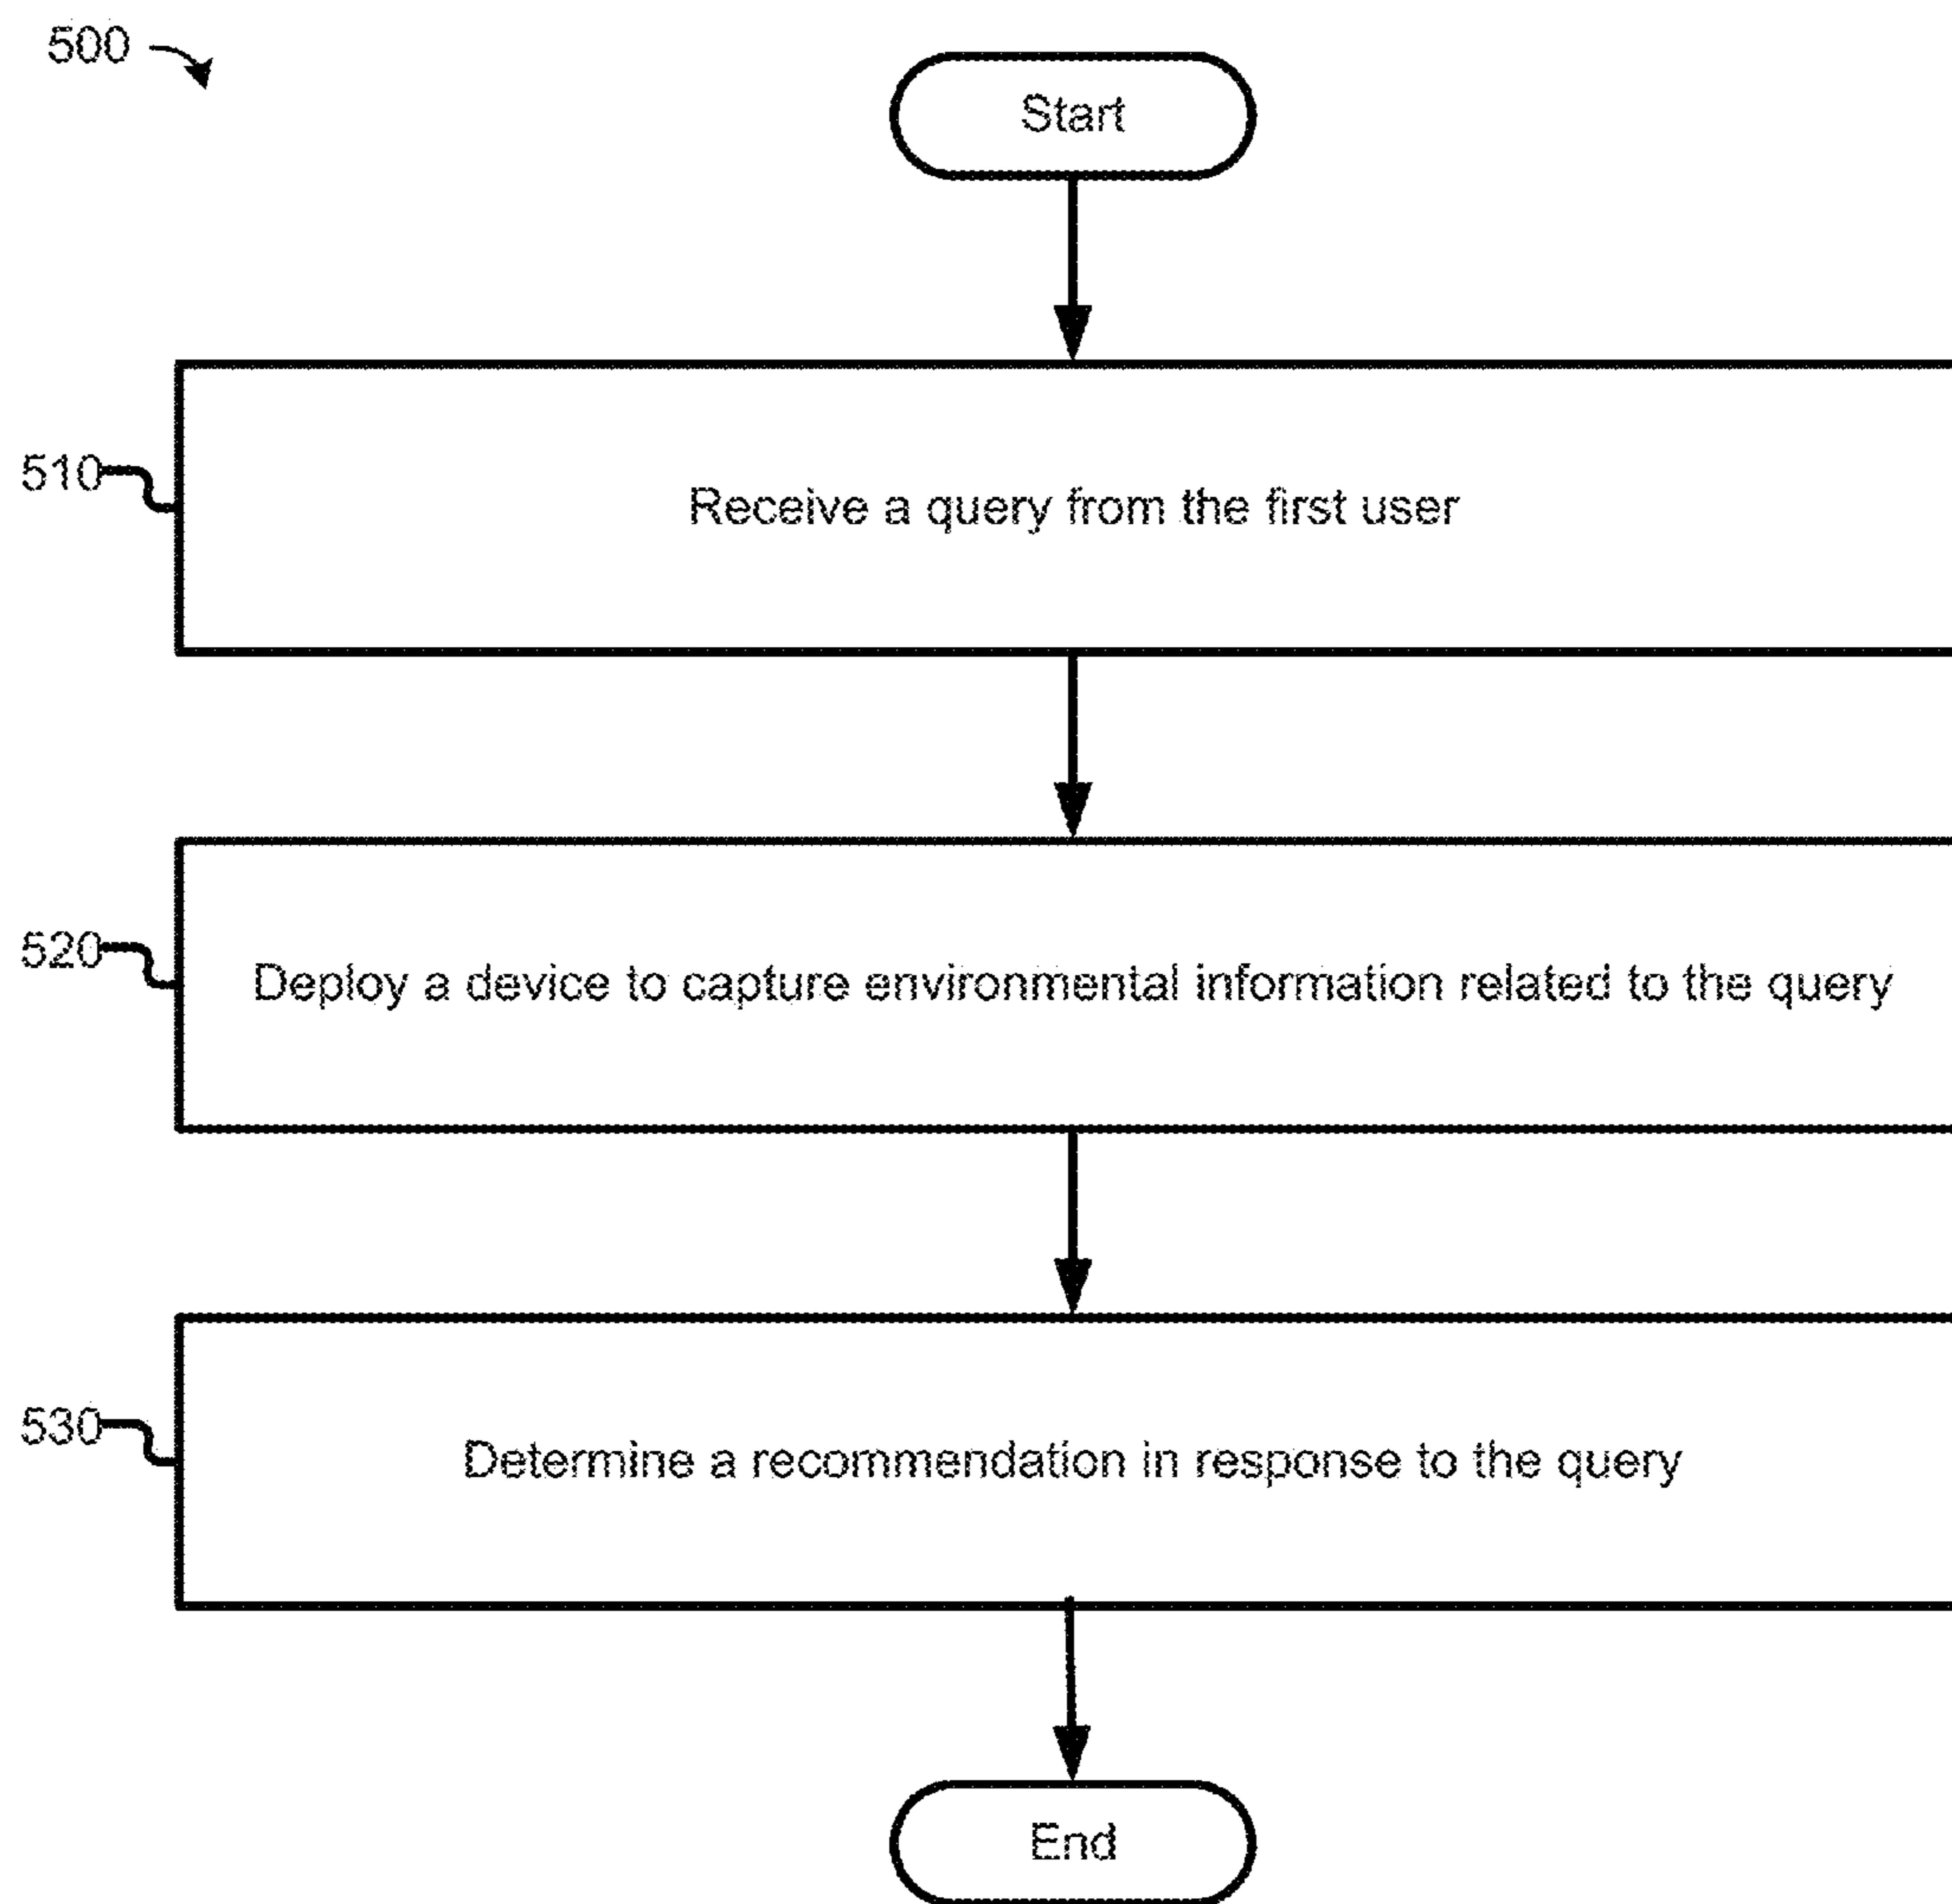 500
Start
510
Receive a query from the first user
520
Deploy a device to capture environmental information related to the query
530
Determine a recommendation in response to the query
End